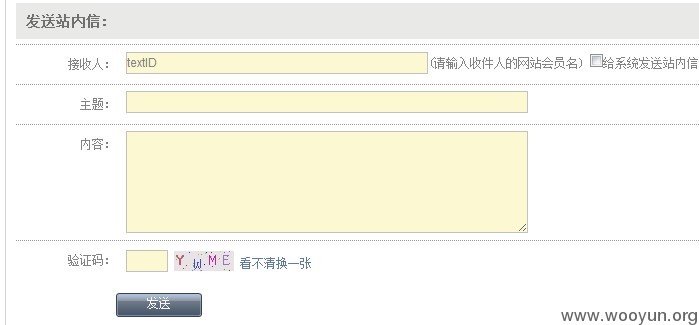 发送站内信：
接收人： textID (请输入收件人的网站会员名) 给系统发送站内信
主题：
内容：
验证码： YWME 看不清换一张
发送
www.wooyun.org